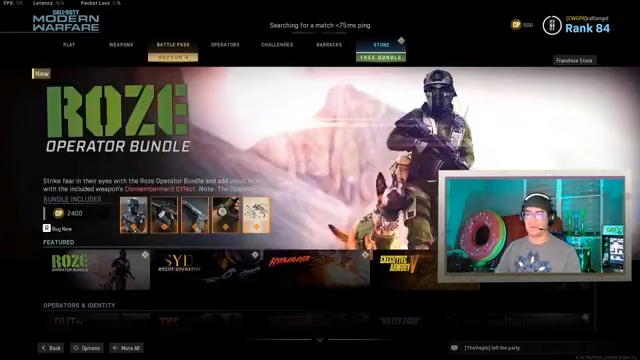 FPS: 59 Latency: N/A Packet Loss 0 %
CALL OF DUTY
MODERN
WARFARE
Searching for a match <75ms ping
500
Rank 84
PLAY
WEAPONS
BATTLE PASS
OPERATORS
CHALLENGES
BARRACKS
STORE
SEASON 4
FREE BUNDLE
Franchise Store
New
ROZE
OPERATOR BUNDLE
Strike fear in their eyes with the Roze Operator Bundle and add
with the included weapon's Dismemberment Effect. Note: The
BUNDLE INCLUDES
CP 2400
Buy Now
FEATURED
ROZE
OPERATOR BUNDLE
SYD
EXECUTIVE
ARMORY
OPERATORS & IDENTITY
Back
Options
Mute All
left the party.